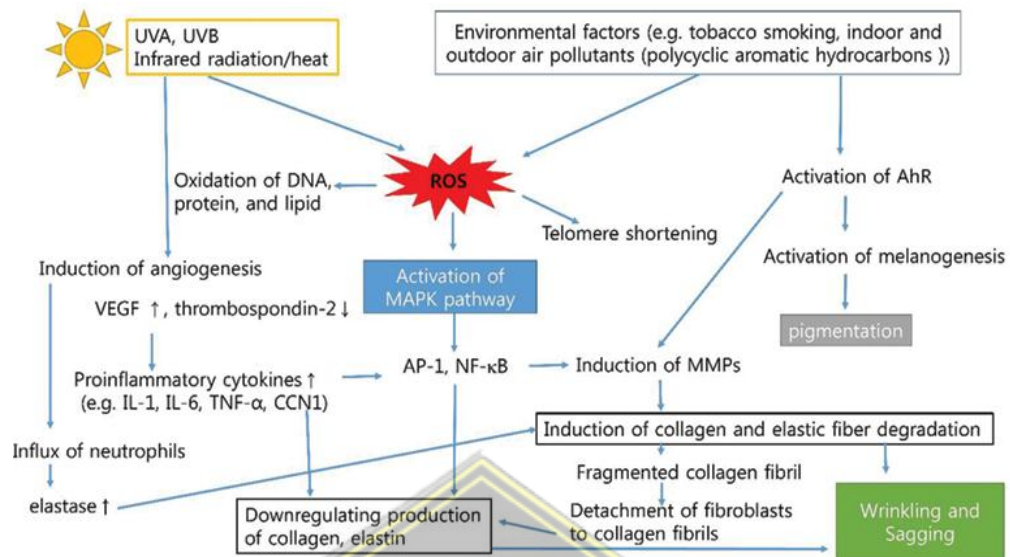 UVA, UVB
Infrared radiation/heat
Environmental factors (e.g. tobacco smoking, indoor and
outdoor air pollutants (polycyclic aromatic hydrocarbons ))
ROS
Oxidation of DNA,
protein, and lipid
Activation of AhR
Telomere shortening
Induction of angiogenesis
Activation of
MAPK pathway
Activation of melanogenesis
VEGF ↑, thrombospondin-2↓
pigmentation
Proinflammatory cytokines ↑
(e.g. IL-1, IL-6, TNF-α, CCN1)
AP-1, NF-κB
Induction of MMPs
Influx of neutrophils
Induction of collagen and elastic fiber degradation
Fragmented collagen fibril
elastase ↑
Downregulating production
of collagen, elastin
Detachment of fibroblasts
to collagen fibrils
Wrinkling and
Sagging